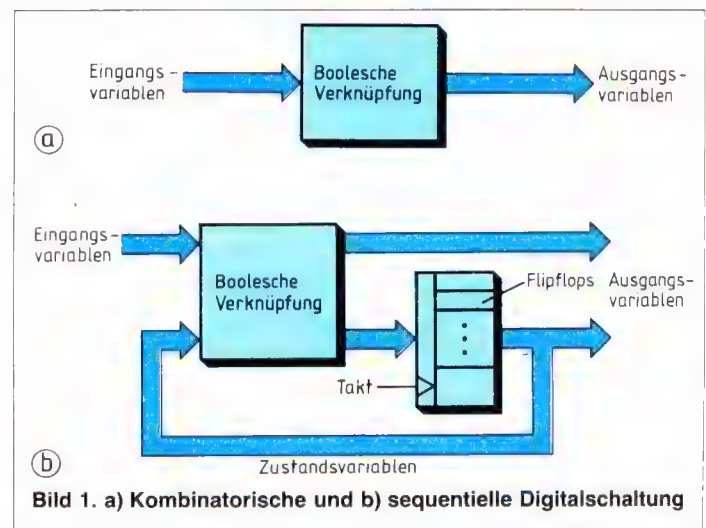 Eingangs-
variablen
Boolesche
Verknüpfung
Ausgangs-
variablen
a
Eingangs-
variablen
Boolesche
Verknüpfung
Flipflops
Ausgangs-
variablen
Takt
b
Zustandsvariablen
Bild 1. a) Kombinatorische und b) sequentielle Digitalschaltung